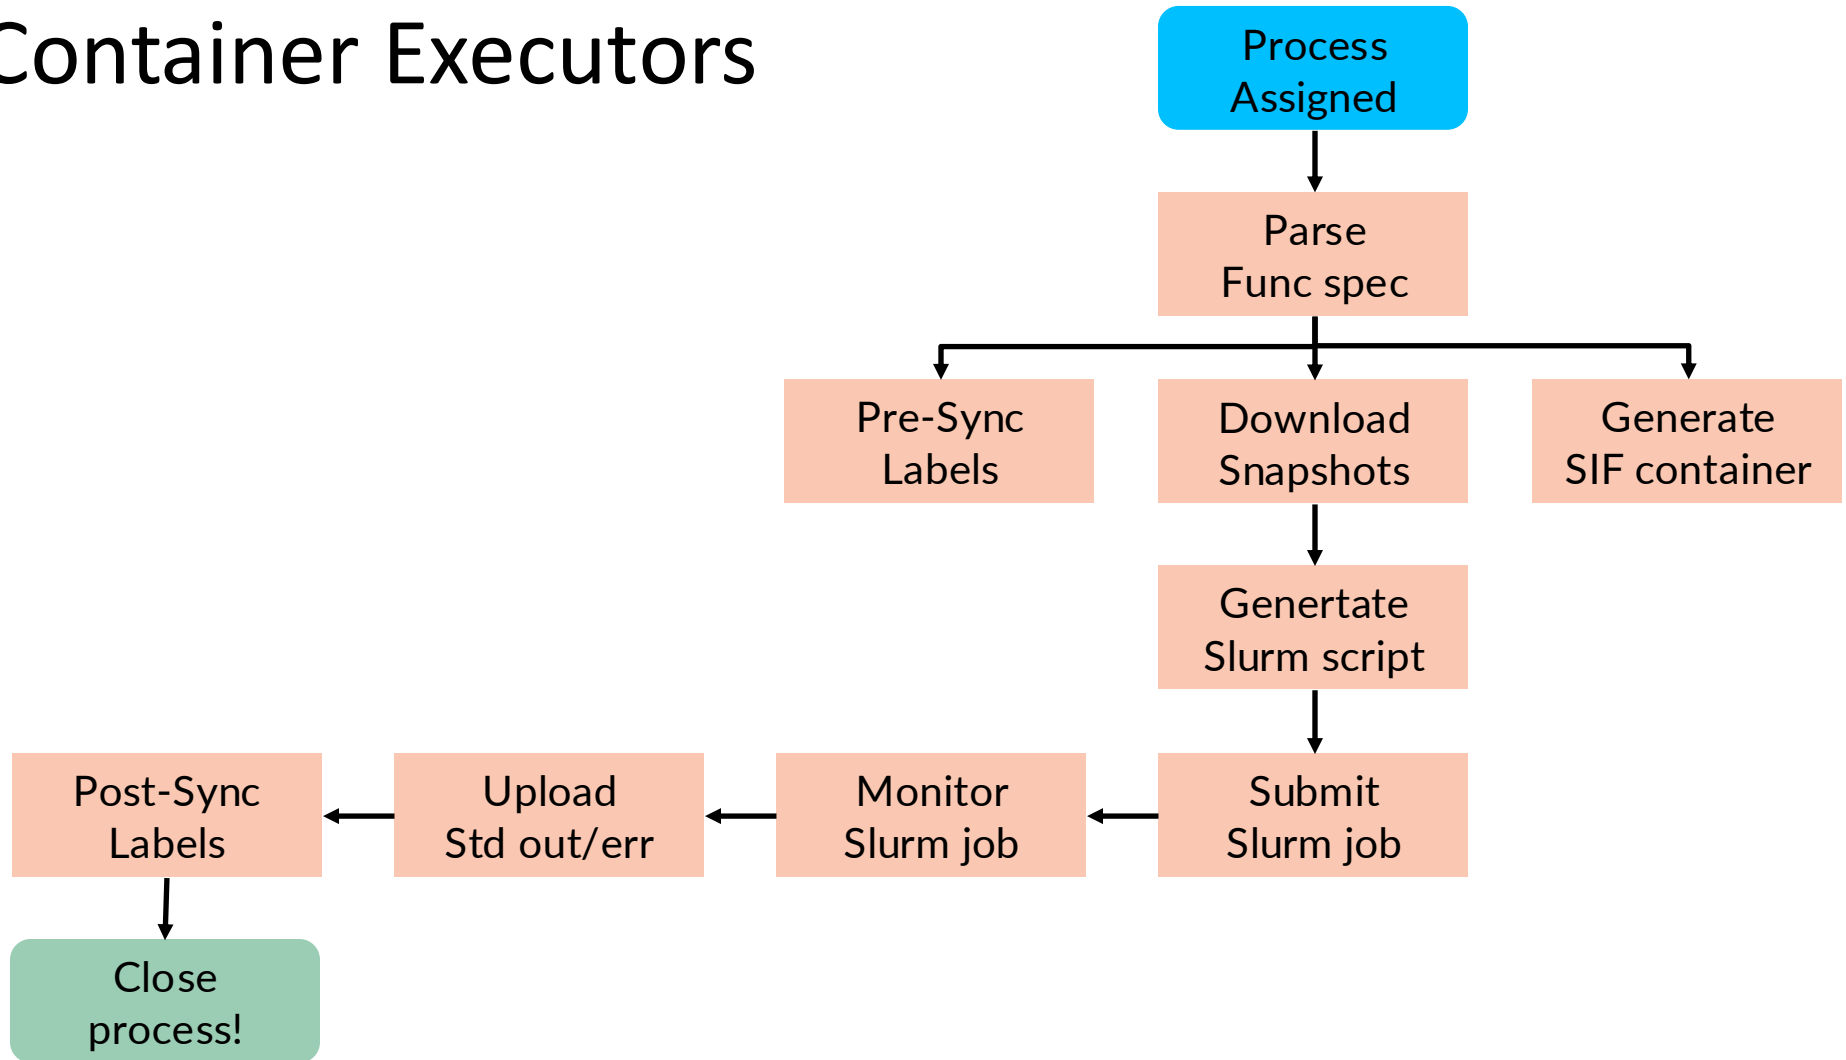 Container Executors
Process
Assigned
Parse
Func spec
Pre-Sync
Labels
Download
Snapshots
Generate
SIF container
Genertate
Slurm script
Submit
Slurm job
Monitor
Slurm job
Upload
Std out/err
Post-Sync
Labels
Close
process!